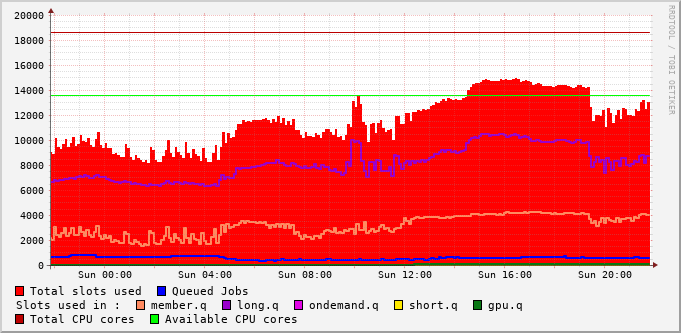 RRDTOOL / TOBI OETIKER
20000
18000
16000
14000
12000
10000
8000
6000
4000
2000
0
Sun 00:00 Sun 04:00 Sun 08:00 Sun 12:00 Sun 16:00 Sun 20:00
Total slots used Queued Jobs
Slots used in : member.q long.q ondemand.q short.q gpu.q
Total CPU cores Available CPU cores